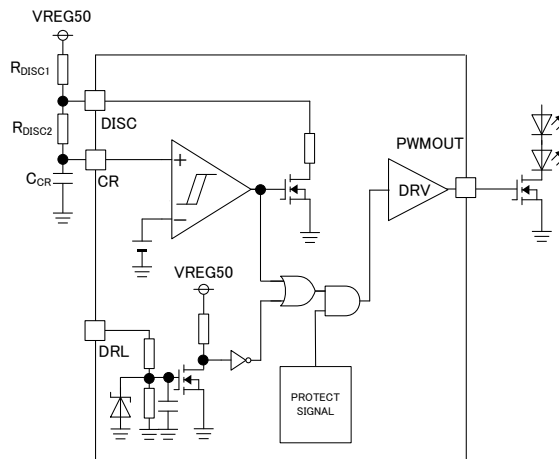 VREG50
RDISC1
DISC
RDISC2
CR
CCR
+
−
PWMOUT
DRV
VREG50
DRL
PROTECT
SIGNAL